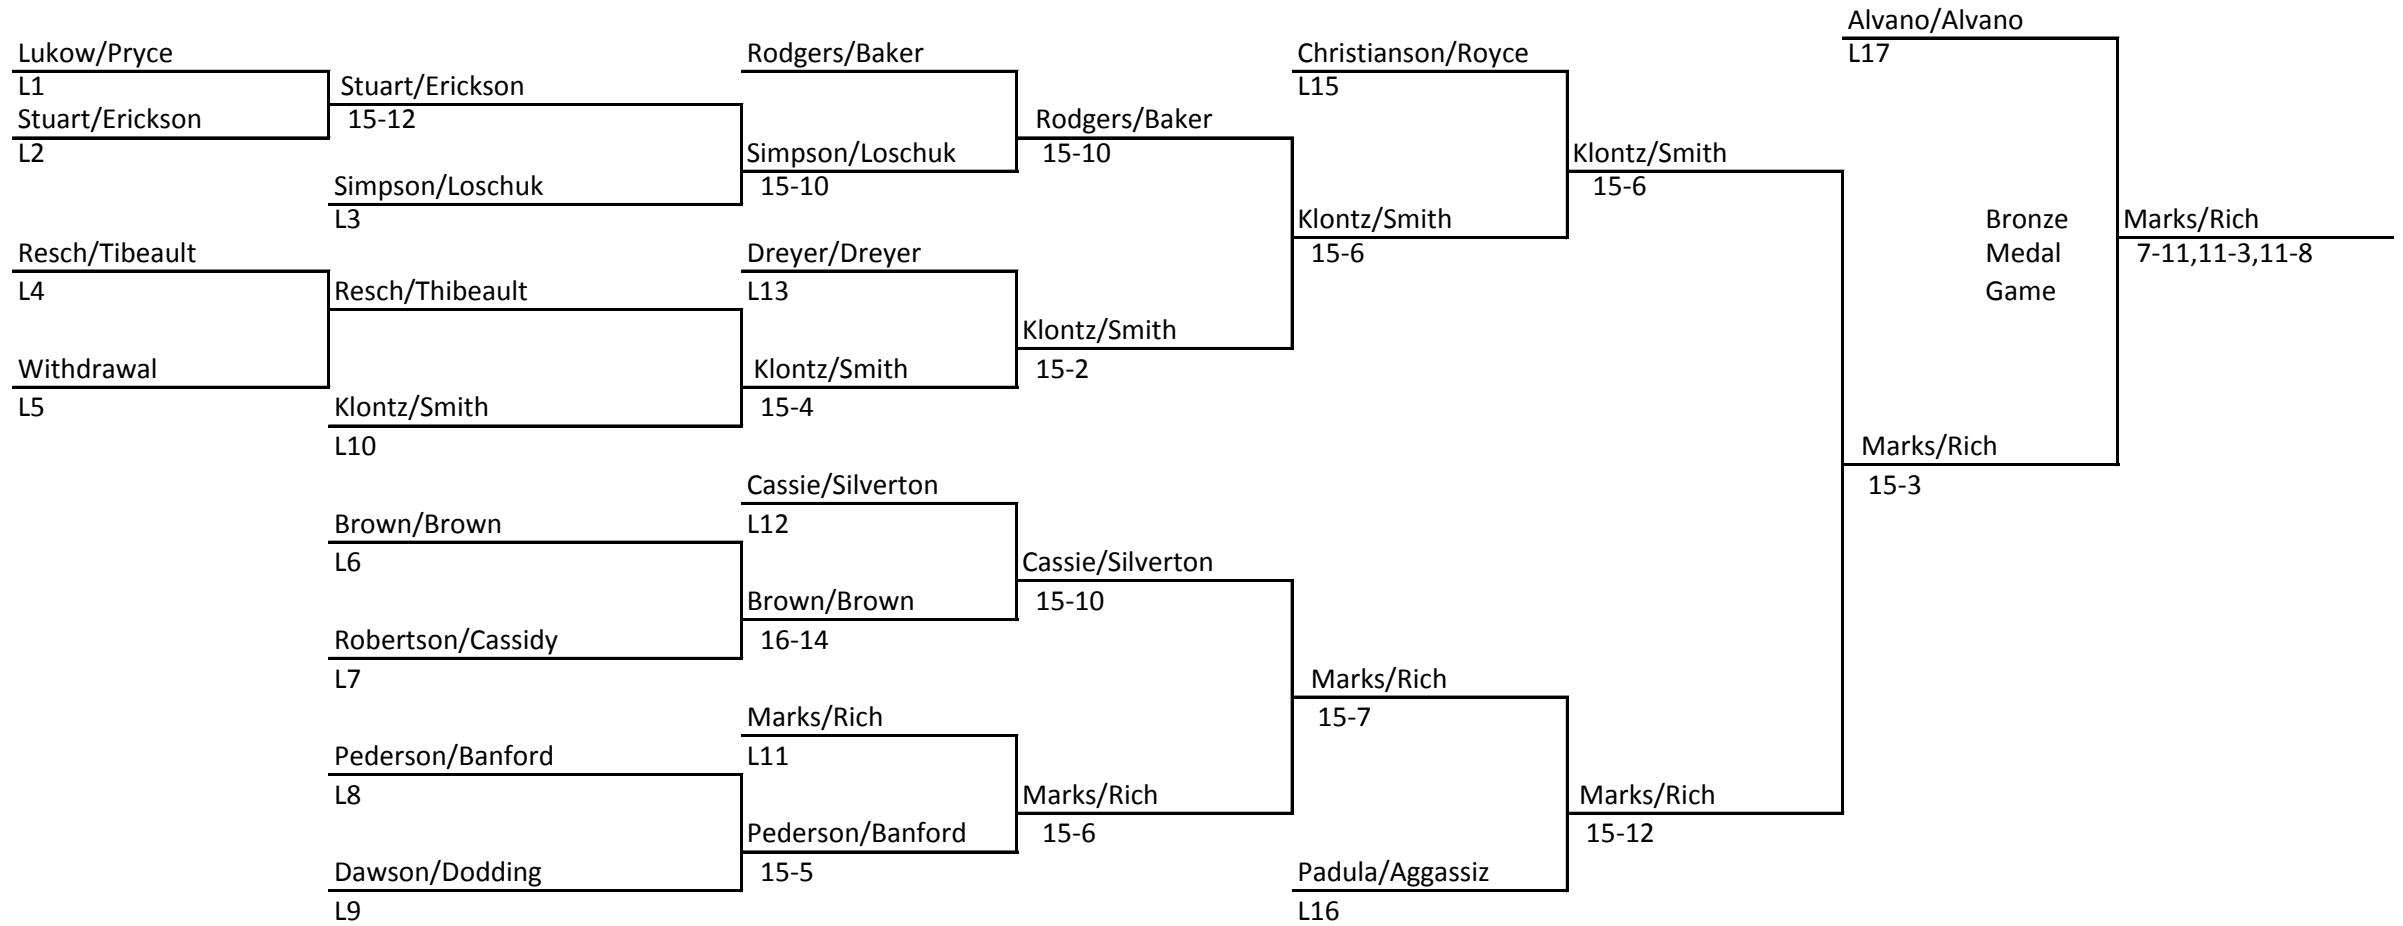 Alvano/Alvano
L17
Lukow/Pryce
L1
Stuart/Erickson
L2
Stuart/Erickson
15-12
Simpson/Loschuk
L3
Resch/Tibeault
L4
Withdrawal
L5
Resch/Thibeault
Klontz/Smith
L10
Brown/Brown
L6
Robertson/Cassidy
L7
Pederson/Banford
L8
Dawson/Dodding
L9
Rodgers/Baker
Simpson/Loschuk
15-10
Dreyer/Dreyer
L13
Klontz/Smith
15-4
Cassie/Silverton
L12
Brown/Brown
16-14
Marks/Rich
L11
Pederson/Banford
15-5
Rodgers/Baker
15-10
Klontz/Smith
15-2
Cassie/Silverton
15-10
Marks/Rich
15-6
Christianson/Royce
L15
Klontz/Smith
15-6
Marks/Rich
15-7
Padula/Aggassiz
L16
Klontz/Smith
15-6
Marks/Rich
15-12
Marks/Rich
15-3
Bronze
Medal
Game
Marks/Rich
7-11,11-3,11-8